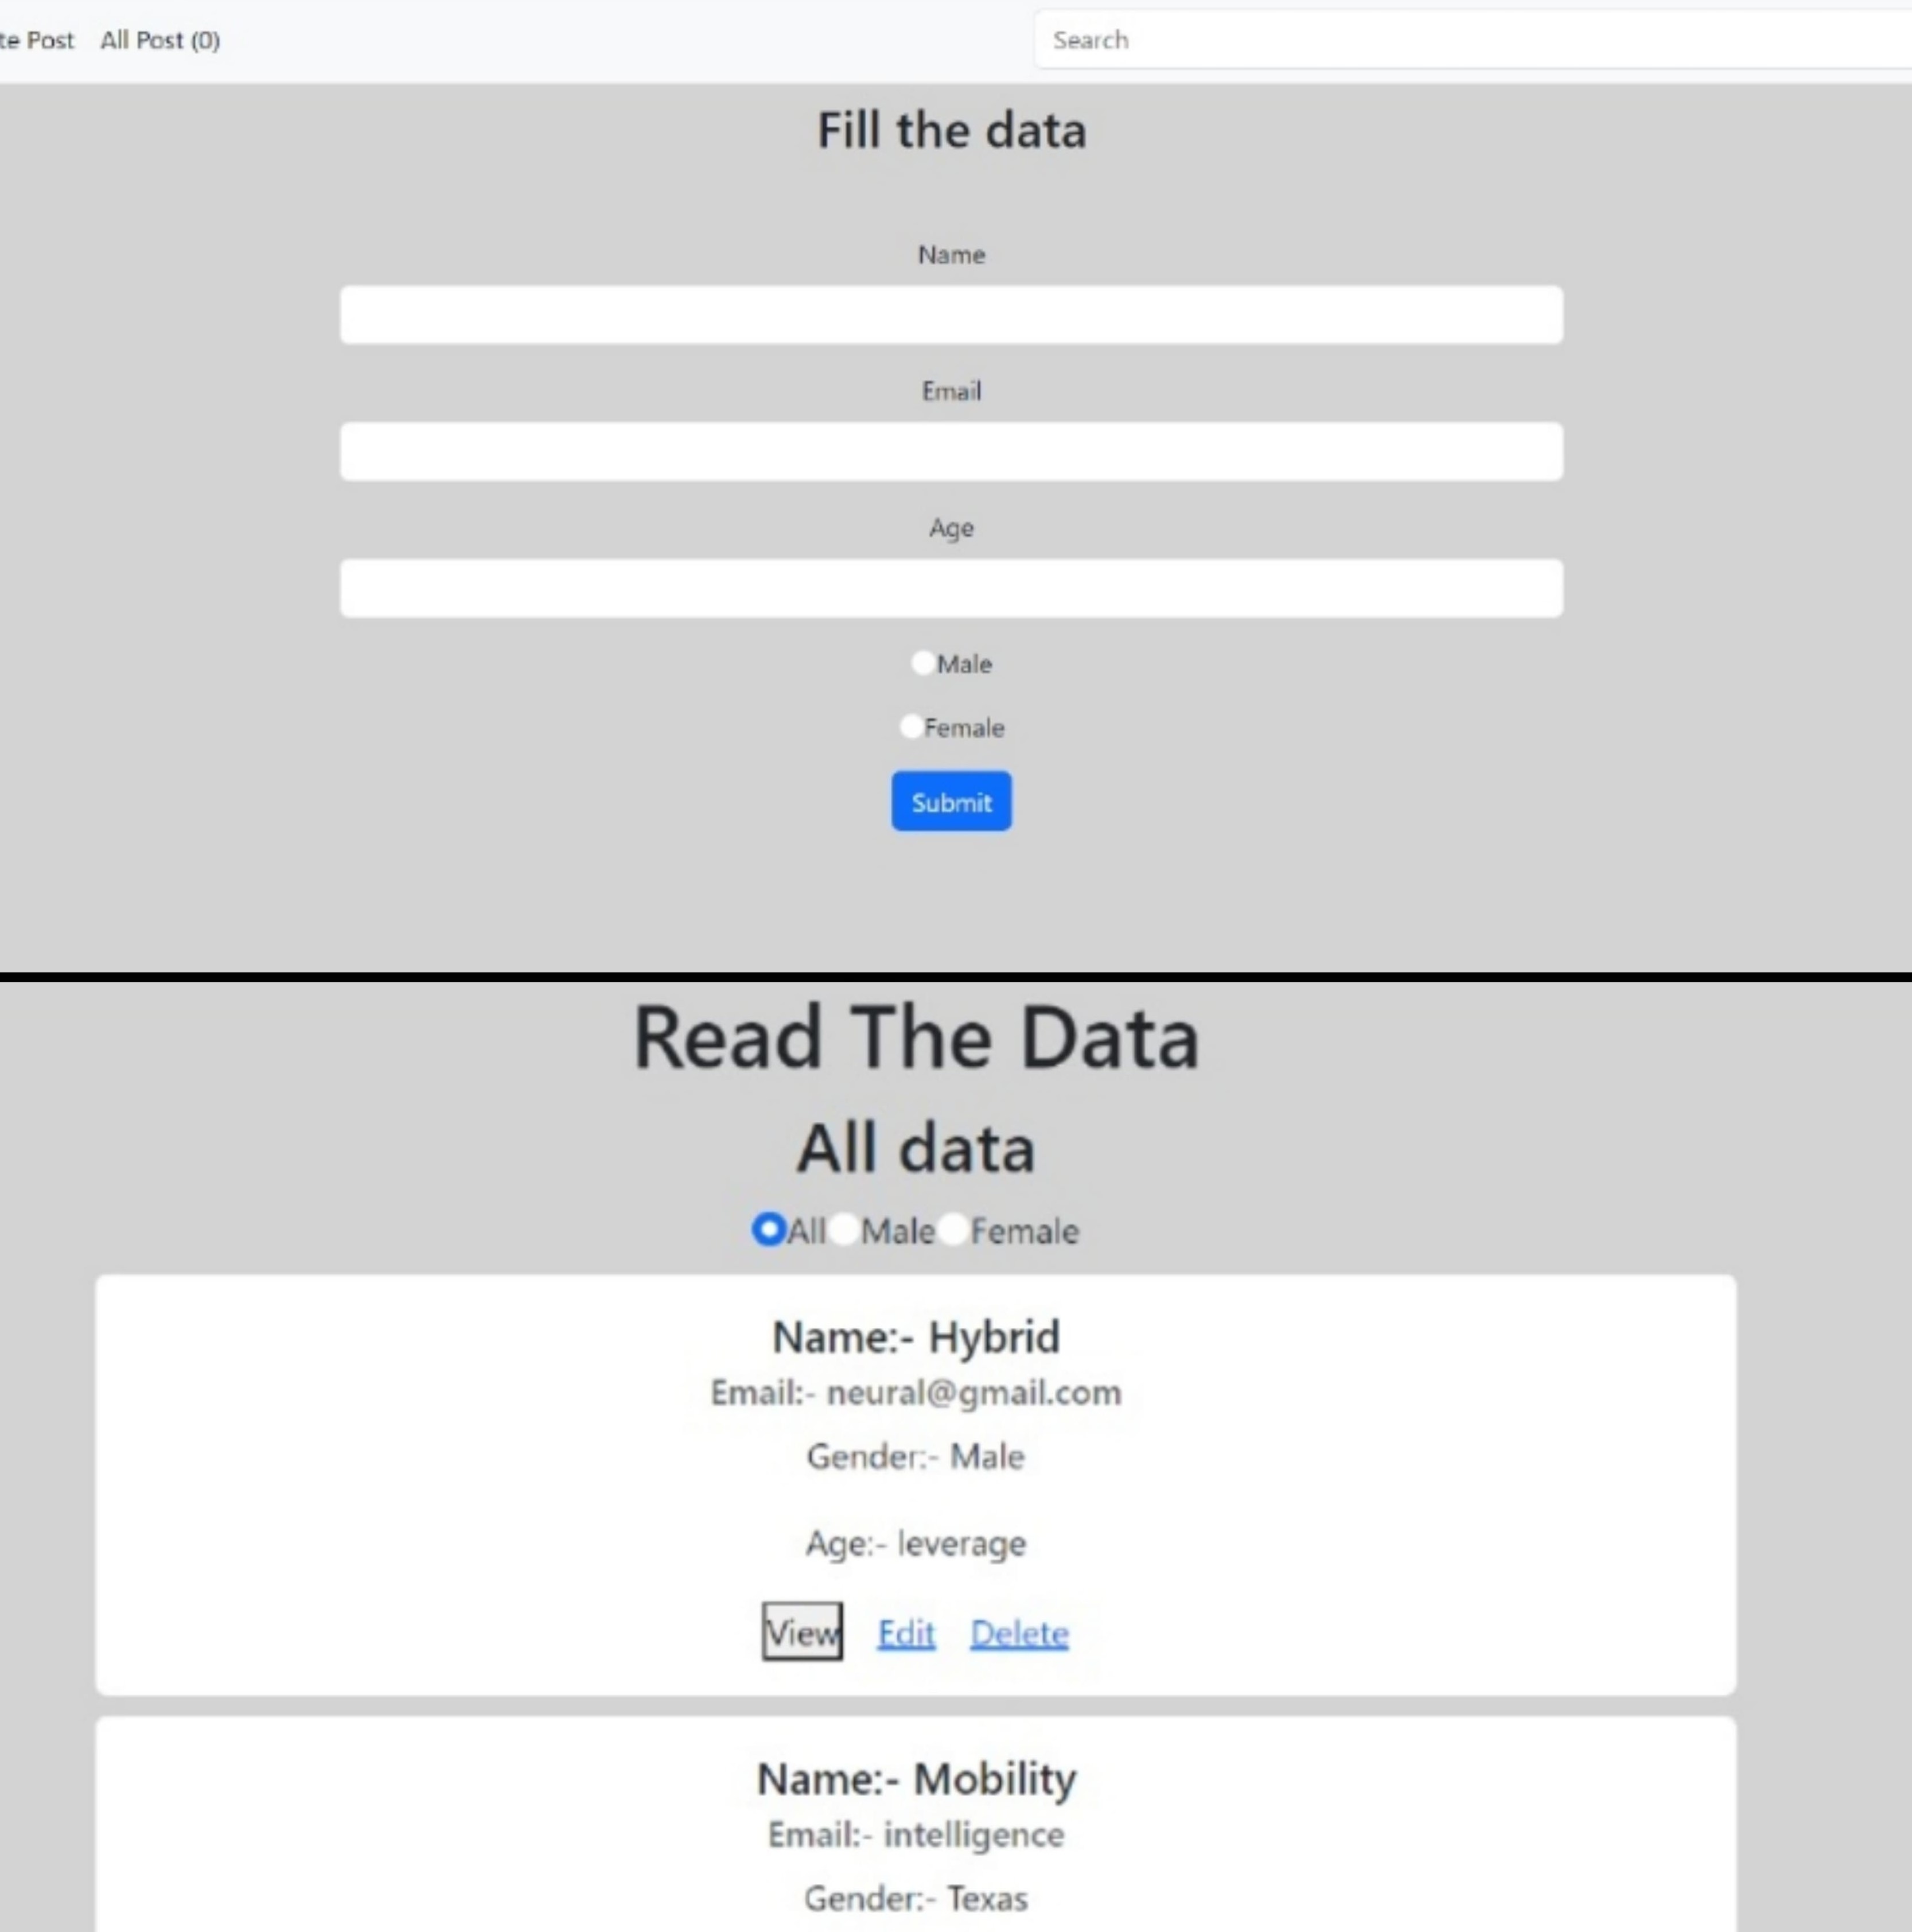 te Post All Post (0) Search
Fill the data
Name
Email
Age
Male
Female
Submit
Read The Data
All data
All Male Female
Name:- Hybrid
Email:- neural@gmail.com
Gender:- Male
Age:- leverage
View Edit Delete
Name:- Mobility
Email:- intelligence
Gender:- Texas